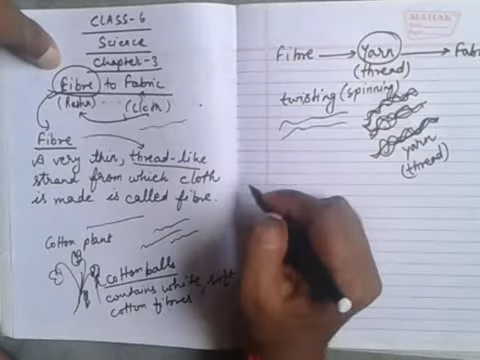 CLASS-6
Science
Chapter-3
Fibre to Fabric
(Cloth)
Fibre
A very thin, thread-like
strand from which cloth
is made is called fibre.
Cotton plant
Cotton balls
contains white, soft
cotton fibres
MAHAK
Fibre → Yarn → Fab
(thread)
twisting (spinning)
yarn
(thread)